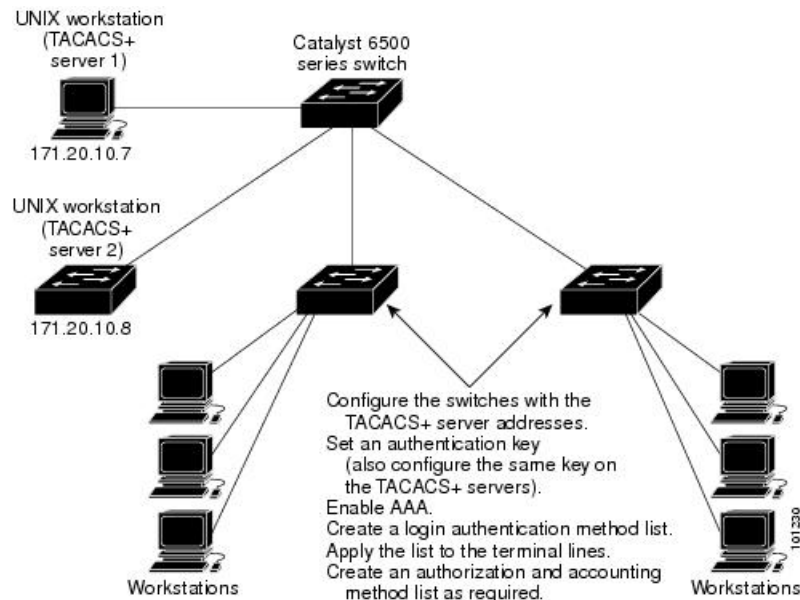 UNIX workstation
(TACACS+
server 1)
Catalyst 6500
series switch
171.20.10.7
UNIX workstation
(TACACS+
server 2)
171.20.10.8
Configure the switches with the
TACACS+ server addresses.
Set an authentication key
(also configure the same key on
the TACACS+ servers).
Enable AAA.
Create a login authentication method list.
Apply the list to the terminal lines.
Create an authorization and accounting
method list as required.
Workstations
Workstations
101230